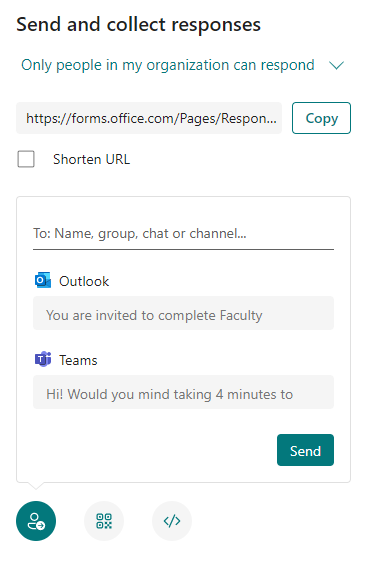 Send and collect responses
Only people in my organization can respond
https://forms.office.com/Pages/Respon...
Copy
Shorten URL
To: Name, group, chat or channel...
Outlook
You are invited to complete Faculty
Teams
Hi! Would you mind taking 4 minutes to
Send